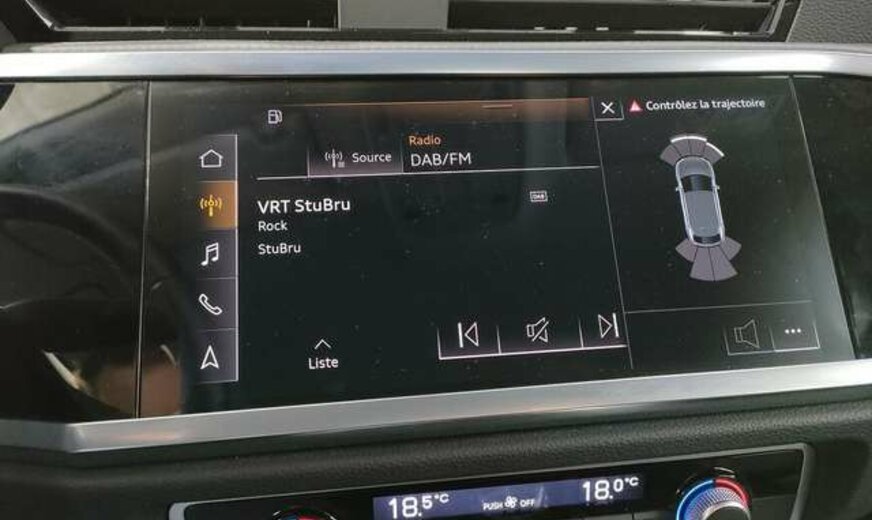 Contrôlez la trajectoire
Radio
Source
DAB/FM
VRT StuBru
DAB
Rock
StuBru
Liste
18.5°C
PUSH OFF
18.0°C